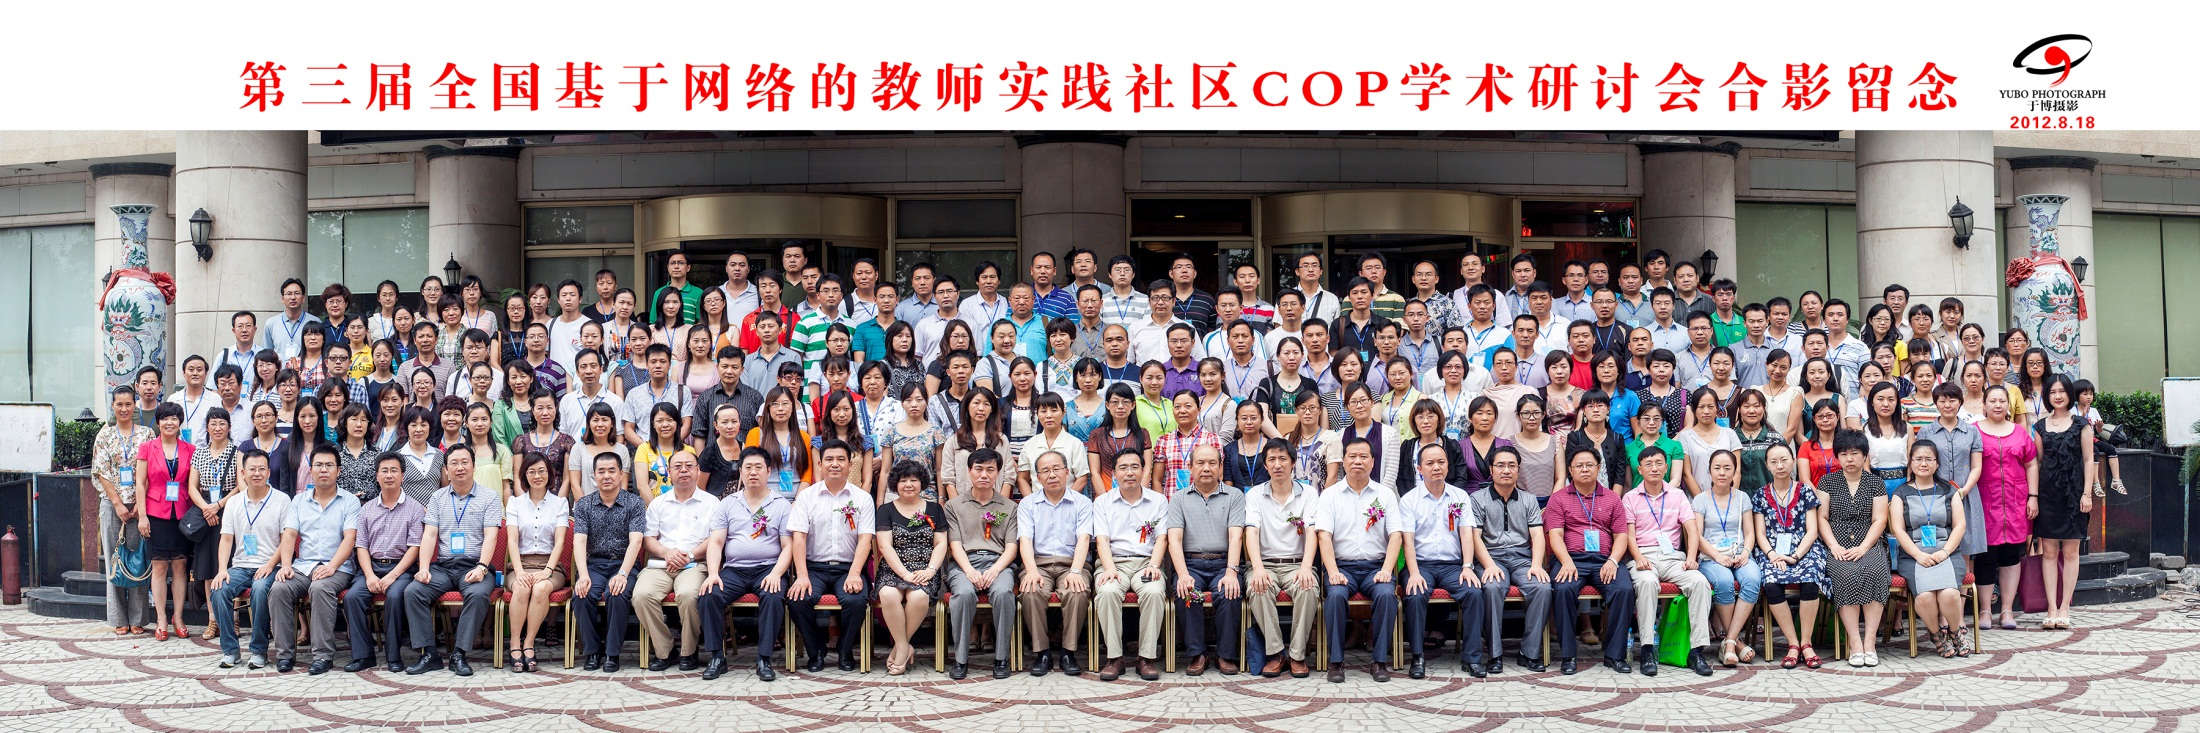 第三届全国基于网络的教师实践社区COP学术研讨会合影留念
YUBO PHOTOGRAPH
于博摄影
2012.8.18